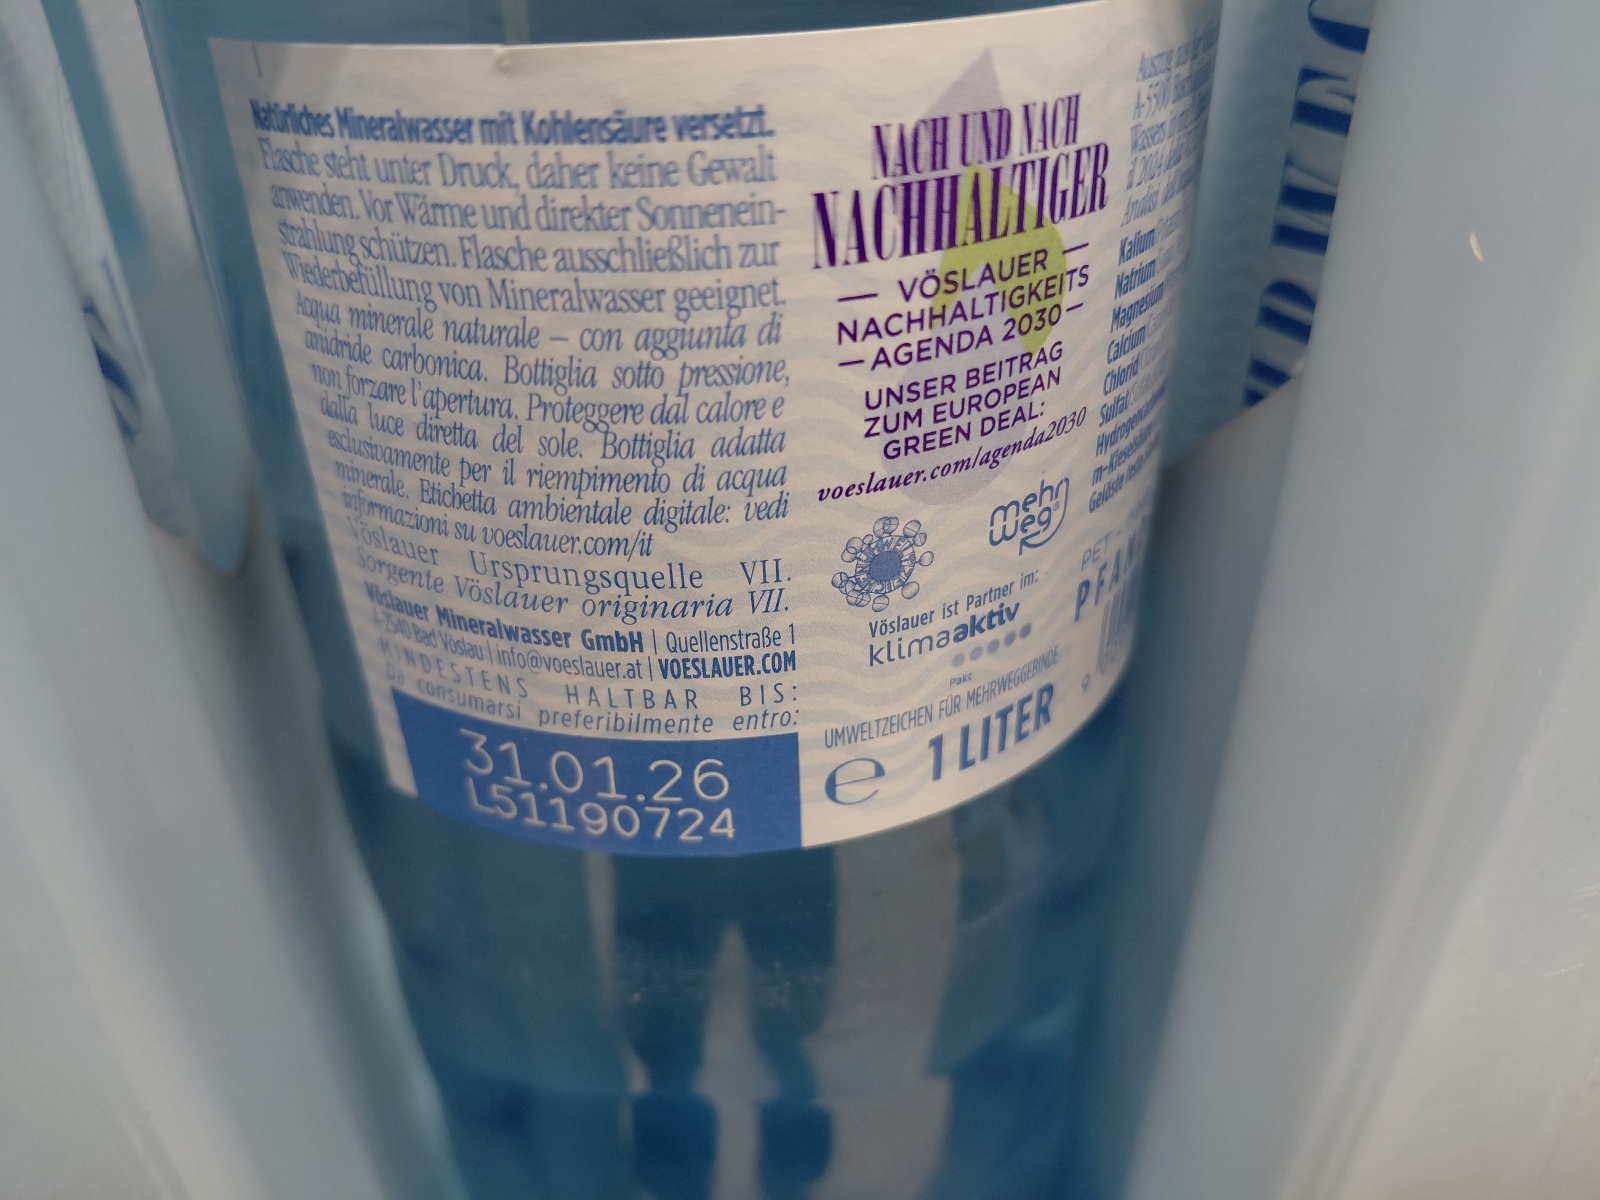 Natürliches Mineralwasser mit Kohlensäure versetzt.
Flasche steht unter Druck, daher keine Gewalt
anwenden. Vor Wärme und direkter Sonnenein-
strahlung schützen. Flasche ausschließlich zur
Wiederbefüllung von Mineralwasser geeignet.
Acqua minerale naturale – con aggiunta di
anidride carbonica. Bottiglia sotto pressione,
non forzare l'apertura. Proteggere dal calore e
dalla luce diretta del sole. Bottiglia adatta
esclusivamente per il riempimento di acqua
minerale. Etichetta ambientale digitale: vedi
informazioni su voeslauer.com/it
Vöslauer Ursprungsquelle VII.
Sorgente Vöslauer originaria VII.
Vöslauer Mineralwasser GmbH | Quellenstraße 1
A-2540 Bad Vöslau | info@voeslauer.at | VOESLAUER.COM
MINDESTENS HALTBAR BIS:
Da consumarsi preferibilmente entro:
31.01.26
L51190724
NACH UND NACH
NACHHALTIGER
— VÖSLAUER —
NACHHALTIGKEITS
— AGENDA 2030 —
UNSER BEITRAG
ZUM EUROPEAN
GREEN DEAL:
voeslauer.com/agenda2030
mehr
weg®
Vöslauer ist Partner im:
klimaaktiv
Pakt
UMWELTZEICHEN FÜR MEHRWEGGEBINDE
e 1 LITER
Kalium
Natrium
Magnesium
Calcium
Chlorid
Sulfat
PET